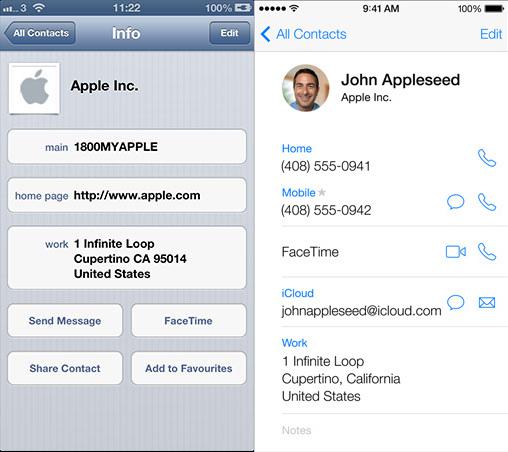 3
11:22
100%
All Contacts
Info
Edit
Apple Inc.
main 1800MYAPPLE
home page http://www.apple.com
work 1 Infinite Loop
Cupertino CA 95014
United States
Send Message
FaceTime
Share Contact
Add to Favourites
9:41 AM
100%
All Contacts
Edit
John Appleseed
Apple Inc.
Home
(408) 555-0941
Mobile
(408) 555-0942
FaceTime
iCloud
johnappleseed@icloud.com
Work
1 Infinite Loop
Cupertino, California
United States
Notes